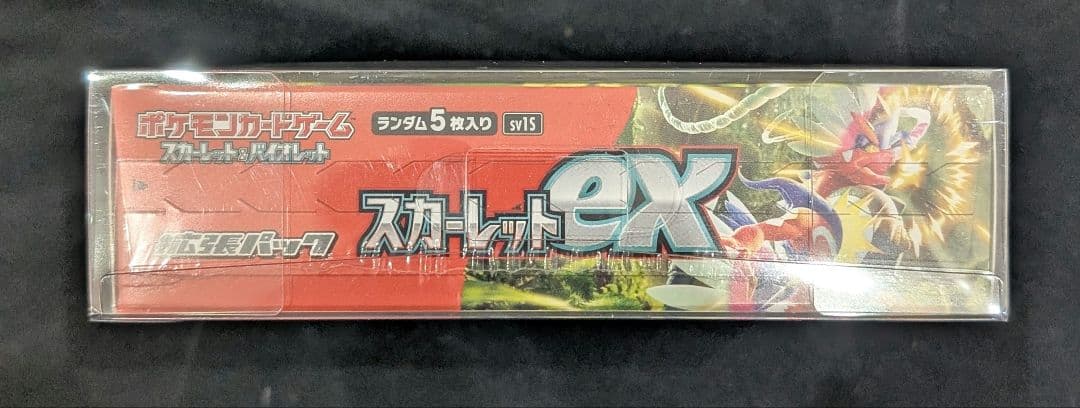 ポケモンカードゲーム
スカーレット&バイオレット
ランダム5枚入り sv1S
拡張パック
スカーレットex